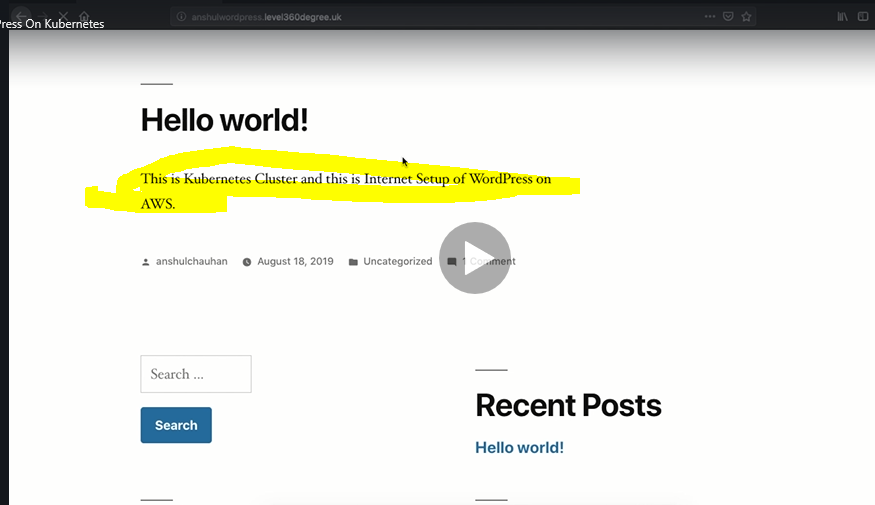 Press On Kubernetes
anshulwordpress.level360degree.uk
Hello world!
This is Kubernetes Cluster and this is Internet Setup of WordPress on
AWS.
anshulchauhan August 18, 2019 Uncategorized 1 Comment
Search ...
Search
Recent Posts
Hello world!